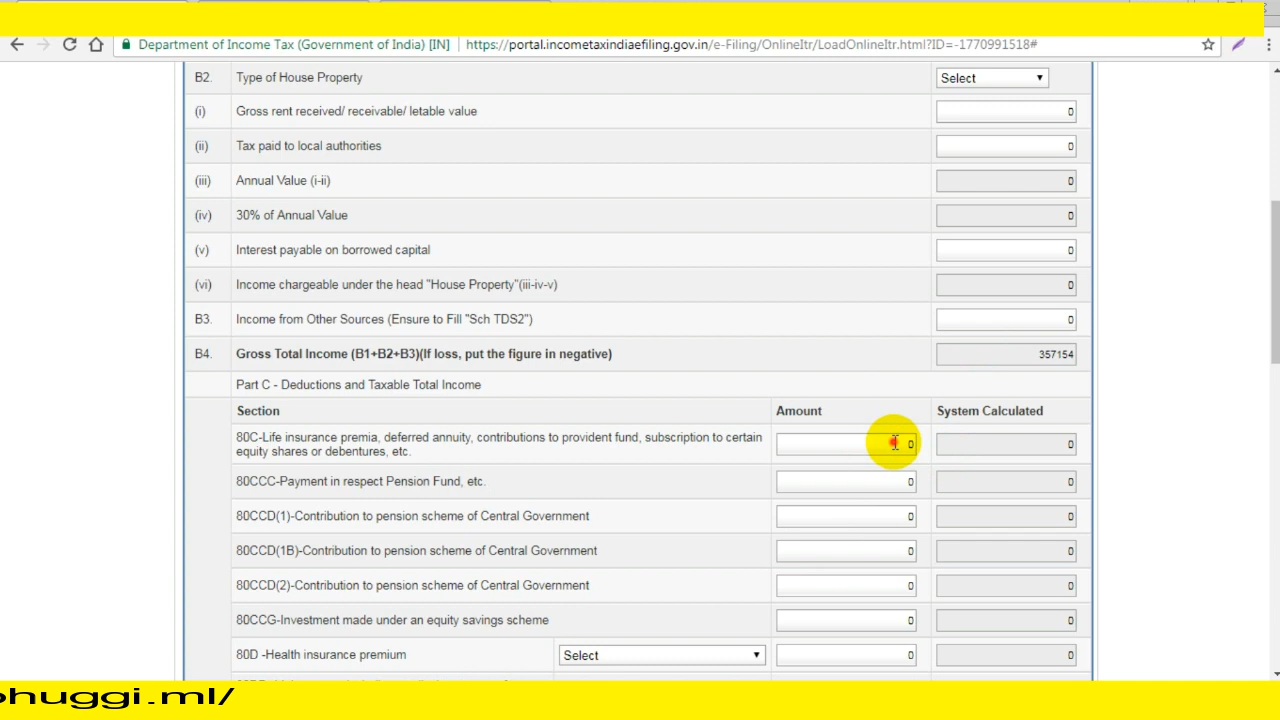 Department of Income Tax (Government of India) [IN] https://portal.incometaxindiaefiling.gov.in/e-Filing/OnlineItr/LoadOnlineItr.html?ID=-1770991518#
B2. Type of House Property Select
(i) Gross rent received/ receivable/ letable value 0
(ii) Tax paid to local authorities 0
(iii) Annual Value (i-ii) 0
(iv) 30% of Annual Value 0
(v) Interest payable on borrowed capital 0
(vi) Income chargeable under the head "House Property"(iii-iv-v) 0
B3. Income from Other Sources (Ensure to Fill "Sch TDS2") 0
B4. Gross Total Income (B1+B2+B3)(If loss, put the figure in negative) 357154
Part C - Deductions and Taxable Total Income
Section Amount System Calculated
80C-Life insurance premia, deferred annuity, contributions to provident fund, subscription to certain
equity shares or debentures, etc. 0 0
80CCC-Payment in respect Pension Fund, etc. 0 0
80CCD(1)-Contribution to pension scheme of Central Government 0 0
80CCD(1B)-Contribution to pension scheme of Central Government 0 0
80CCD(2)-Contribution to pension scheme of Central Government 0 0
80CCG-Investment made under an equity savings scheme 0 0
80D -Health insurance premium Select 0 0
huggi.ml/